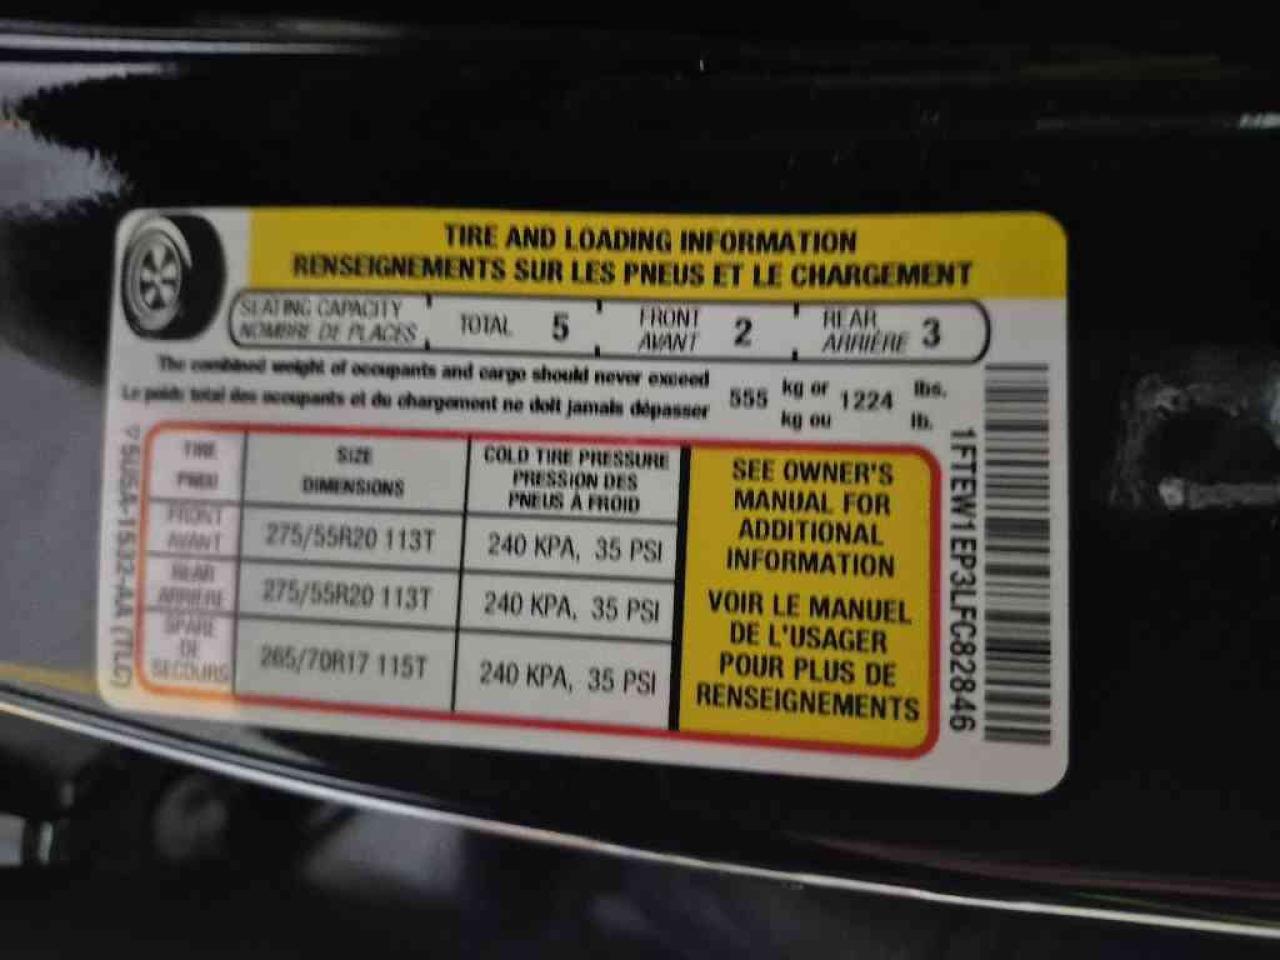 TIRE AND LOADING INFORMATION
RENSEIGNEMENTS SUR LES PNEUS ET LE CHARGEMENT
SEATING CAPACITY
NOMBRE DE PLACES
TOTAL 5
FRONT
AVANT 2
REAR
ARRIÈRE 3
The combined weight of occupants and cargo should never exceed 555 kg or 1224 lbs.
Le poids total des occupants et du chargement ne doit jamais dépasser kg ou lb.
TIRE
PNEU
SIZE
DIMENSIONS
COLD TIRE PRESSURE
PRESSION DES
PNEUS À FROID
FRONT
AVANT
275/55R20 113T
240 KPA, 35 PSI
REAR
ARRIÈRE
275/55R20 113T
240 KPA, 35 PSI
SPARE
DE
SECOURS
265/70R17 115T
240 KPA, 35 PSI
SEE OWNER'S
MANUAL FOR
ADDITIONAL
INFORMATION
VOIR LE MANUEL
DE L'USAGER
POUR PLUS DE
RENSEIGNEMENTS
1FTEW1EP3LFC82846